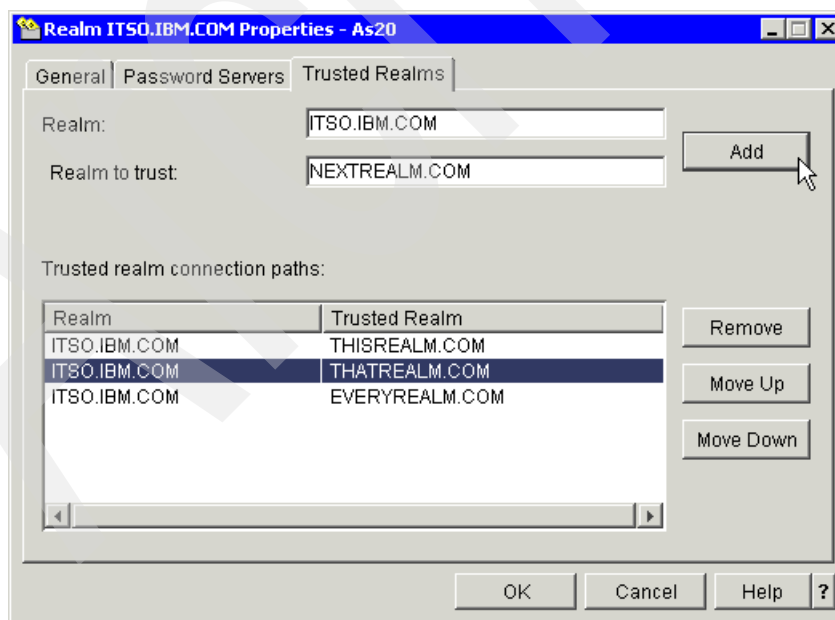 Realm ITSO.IBM.COM Properties - As20
General Password Servers Trusted Realms
Realm: ITSO.IBM.COM
Add
Realm to trust: NEXTREALM.COM
Trusted realm connection paths:
Realm Trusted Realm
ITSO.IBM.COM THISREALM.COM
ITSO.IBM.COM THATREALM.COM
ITSO.IBM.COM EVERYREALM.COM
Remove
Move Up
Move Down
OK Cancel Help ?